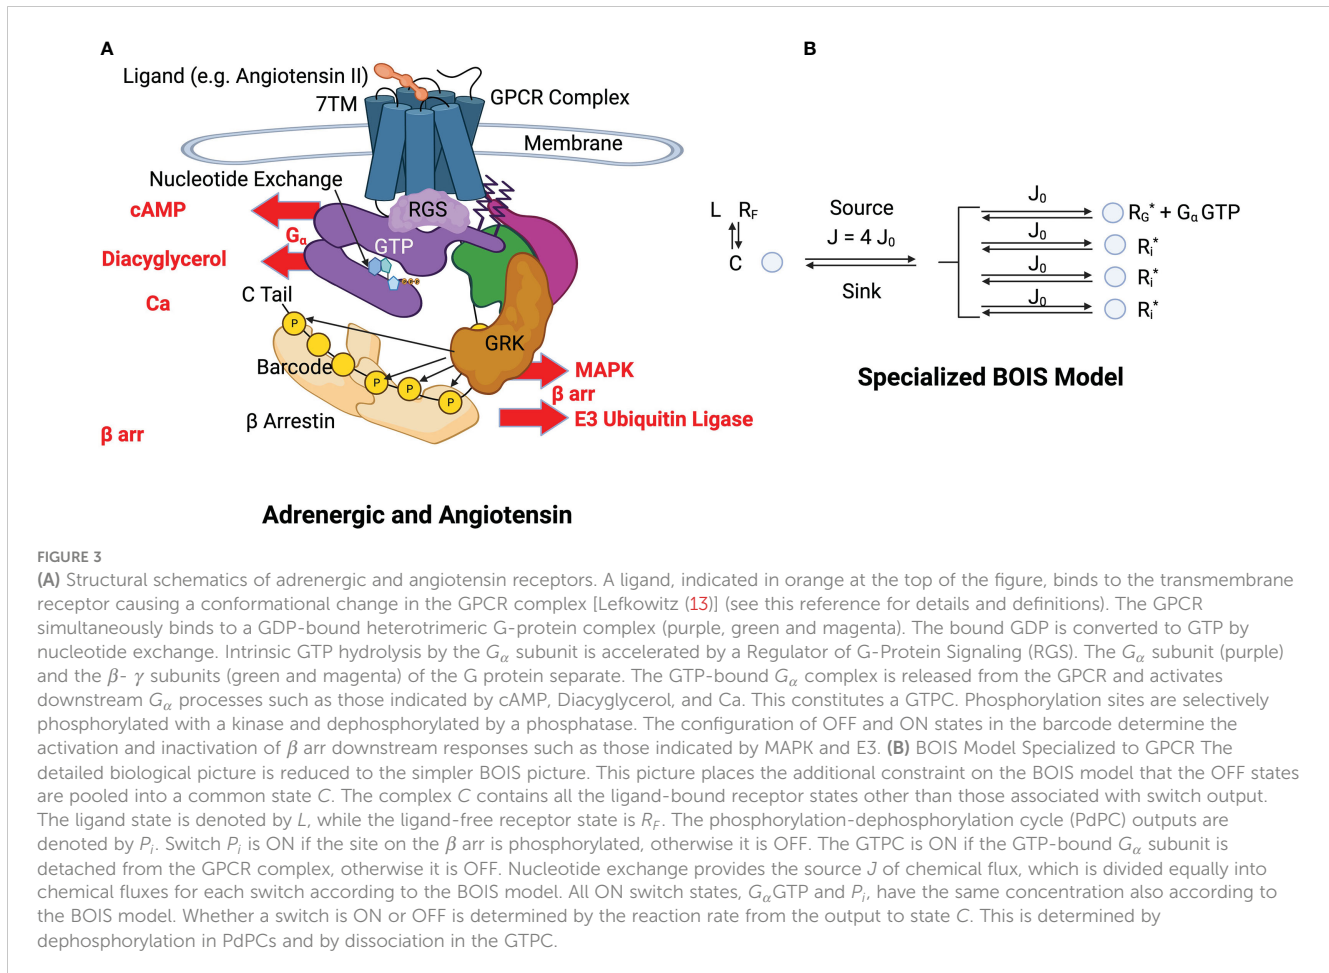 A
Ligand (e.g. Angiotensin II)
7TM
GPCR Complex
Membrane
Nucleotide Exchange
RGS
cAMP
Gα
GTP
Diacyglycerol
Ca
C Tail
P
GRK
Barcode
P
P
P
MAPK
β arr
β Arrestin
E3 Ubiquitin Ligase
β arr
Adrenergic and Angiotensin
B
L RF
C
Source
J = 4 J0
Sink
J0
RG* + Gα GTP
J0
Ri*
J0
Ri*
J0
Ri*
Specialized BOIS Model
FIGURE 3
(A) Structural schematics of adrenergic and angiotensin receptors. A ligand, indicated in orange at the top of the figure, binds to the transmembrane
receptor causing a conformational change in the GPCR complex [Lefkowitz (13)] (see this reference for details and definitions). The GPCR
simultaneously binds to a GDP-bound heterotrimeric G-protein complex (purple, green and magenta). The bound GDP is converted to GTP by
nucleotide exchange. Intrinsic GTP hydrolysis by the Gα subunit is accelerated by a Regulator of G-Protein Signaling (RGS). The Gα subunit (purple)
and the β- γ subunits (green and magenta) of the G protein separate. The GTP-bound Gα complex is released from the GPCR and activates
downstream Gα processes such as those indicated by cAMP, Diacyglycerol, and Ca. This constitutes a GTPC. Phosphorylation sites are selectively
phosphorylated with a kinase and dephosphorylated by a phosphatase. The configuration of OFF and ON states in the barcode determine the
activation and inactivation of β arr downstream responses such as those indicated by MAPK and E3. (B) BOIS Model Specialized to GPCR The
detailed biological picture is reduced to the simpler BOIS picture. This picture places the additional constraint on the BOIS model that the OFF states
are pooled into a common state C. The complex C contains all the ligand-bound receptor states other than those associated with switch output.
The ligand state is denoted by L, while the ligand-free receptor state is RF. The phosphorylation-dephosphorylation cycle (PdPC) outputs are
denoted by Pi. Switch Pi is ON if the site on the β arr is phosphorylated, otherwise it is OFF. The GTPC is ON if the GTP-bound Gα subunit is
detached from the GPCR complex, otherwise it is OFF. Nucleotide exchange provides the source J of chemical flux, which is divided equally into
chemical fluxes for each switch according to the BOIS model. All ON switch states, GαGTP and Pi, have the same concentration also according to
the BOIS model. Whether a switch is ON or OFF is determined by the reaction rate from the output to state C. This is determined by
dephosphorylation in PdPCs and by dissociation in the GTPC.